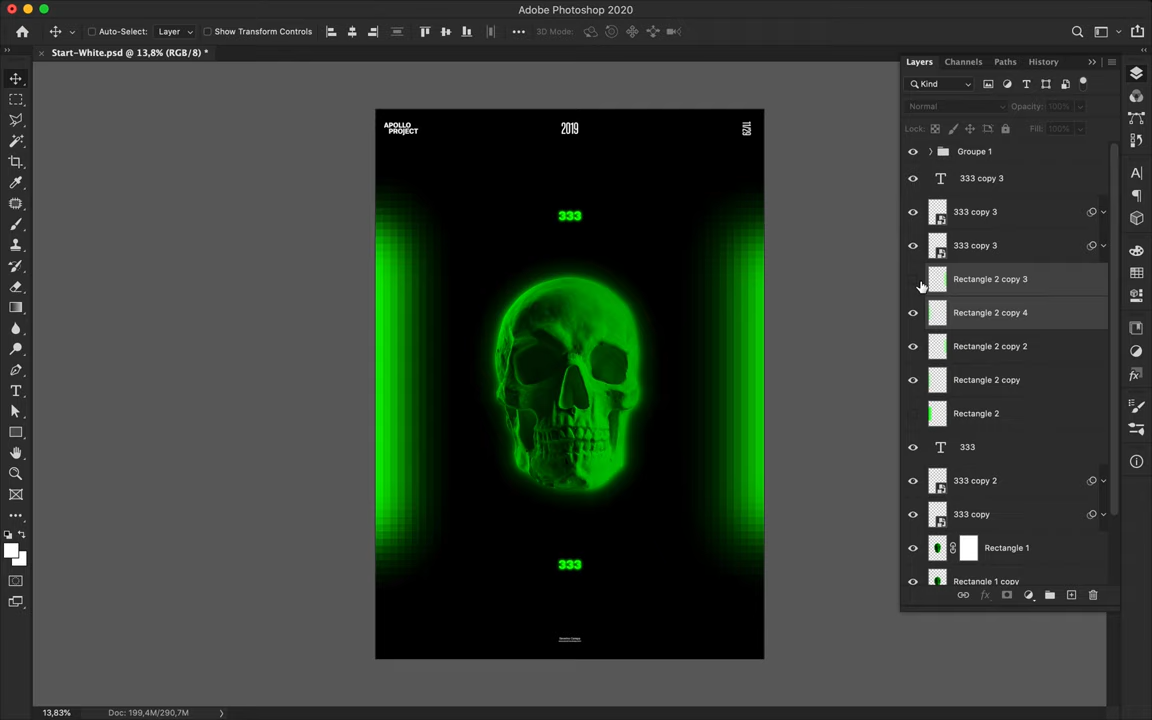 Adobe Photoshop 2020
Auto-Select: Layer Show Transform Controls 3D Mode:
Start-White.psd @ 13,8% (RGB/8) *
Layers Channels Paths History
Kind
Normal Opacity: 100%
Lock: Fill: 100%
Groupe 1
333 copy 3
333 copy 3
333 copy 3
Rectangle 2 copy 3
Rectangle 2 copy 4
Rectangle 2 copy 2
Rectangle 2 copy
Rectangle 2
333
333 copy 2
333 copy
Rectangle 1
Rectangle 1 copy
APOLLO
PROJECT
2019
11/29
333
333
13,83% Doc: 199,4M/290,7M